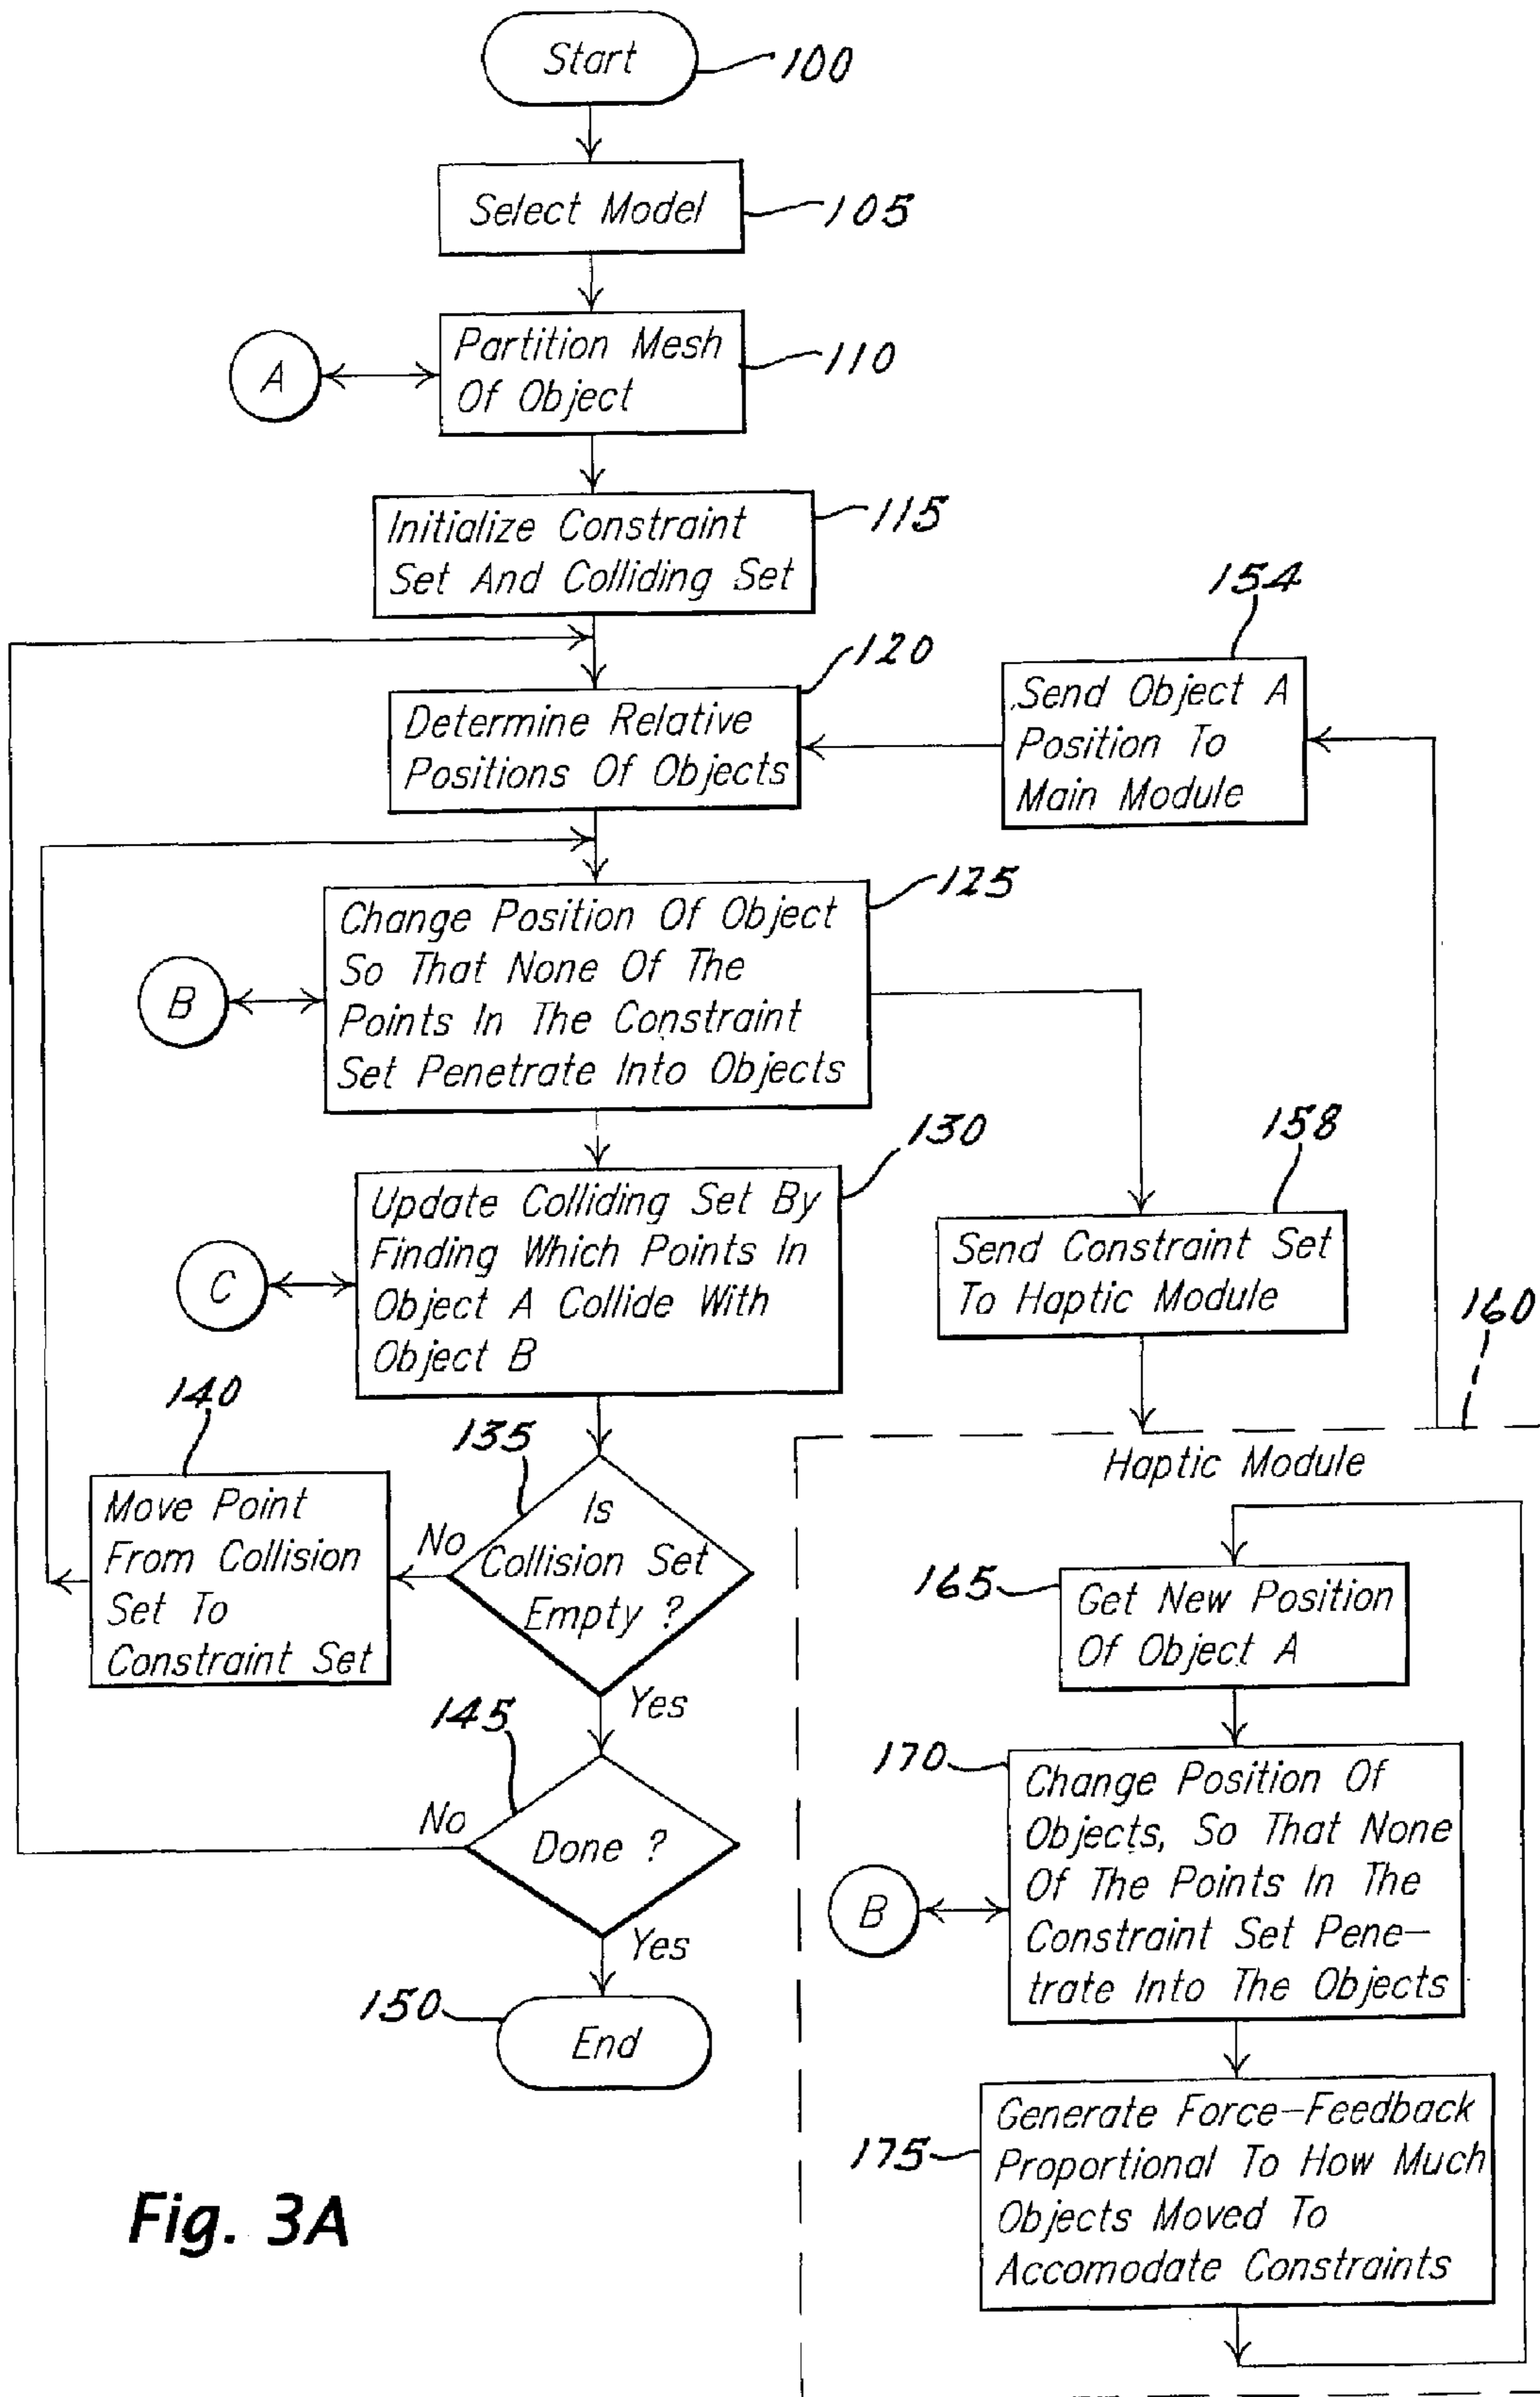 Start
100
Select Model
105
A
Partition Mesh
Of Object
110
Initialize Constraint
Set And Colliding Set
115
154
120
Determine Relative
Positions Of Objects
Send Object A
Position To
Main Module
125
B
Change Position Of Object
So That None Of The
Points In The Constraint
Set Penetrate Into Objects
130
158
C
Update Colliding Set By
Finding Which Points In
Object A Collide With
Object B
Send Constraint Set
To Haptic Module
160
140
135
Haptic Module
Move Point
From Collision
Set To
Constraint Set
No
Is
Collision Set
Empty ?
Yes
165
Get New Position
Of Object A
145
No
Done ?
Yes
170
B
Change Position Of
Objects, So That None
Of The Points In The
Constraint Set Pene-
trate Into The Objects
150
End
175
Generate Force-Feedback
Proportional To How Much
Objects Moved To
Accomodate Constraints
Fig. 3A